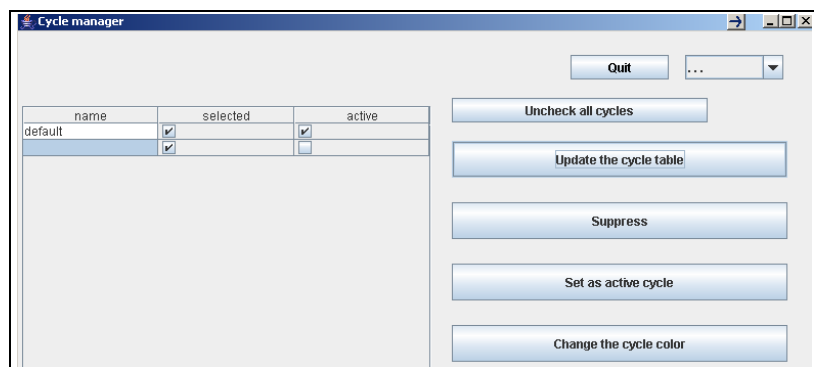 Cycle manager
Quit ...
Uncheck all cycles
name selected active
default
Update the cycle table
Suppress
Set as active cycle
Change the cycle color